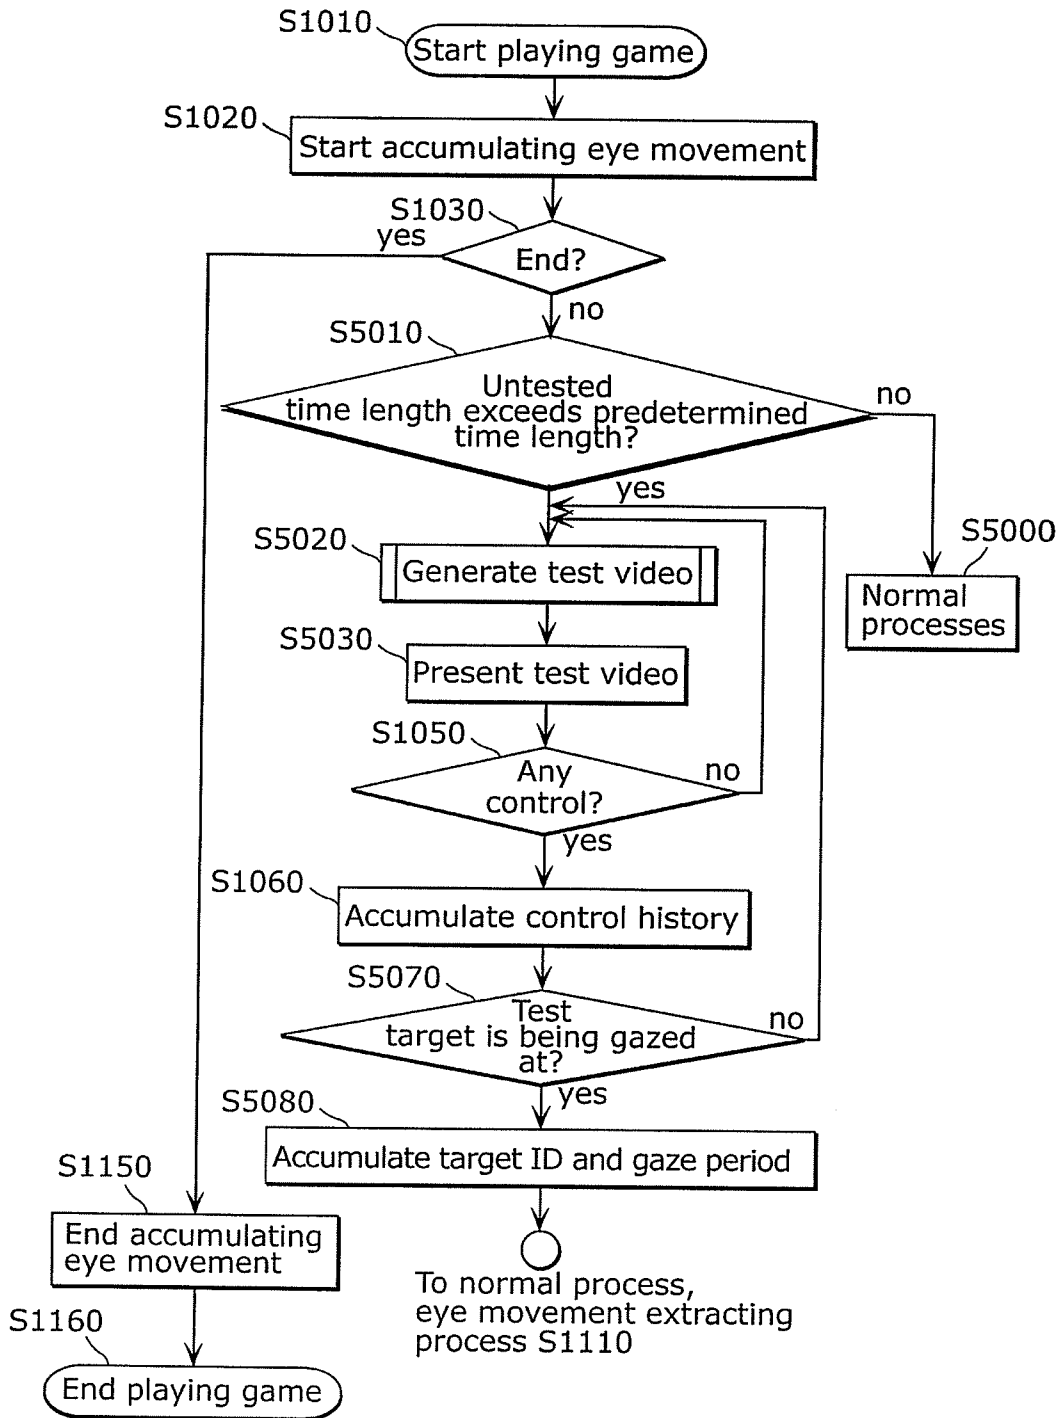 S1010
Start playing game
S1020
Start accumulating eye movement
S1030
yes
End?
no
S5010
Untested
time length exceeds predetermined
time length?
no
yes
S5020
Generate test video
S5000
Normal
processes
S5030
Present test video
S1050
Any
control?
no
yes
S1060
Accumulate control history
S5070
Test
target is being gazed
at?
no
yes
S5080
Accumulate target ID and gaze period
S1150
End accumulating
eye movement
To normal process,
eye movement extracting
process S1110
S1160
End playing game